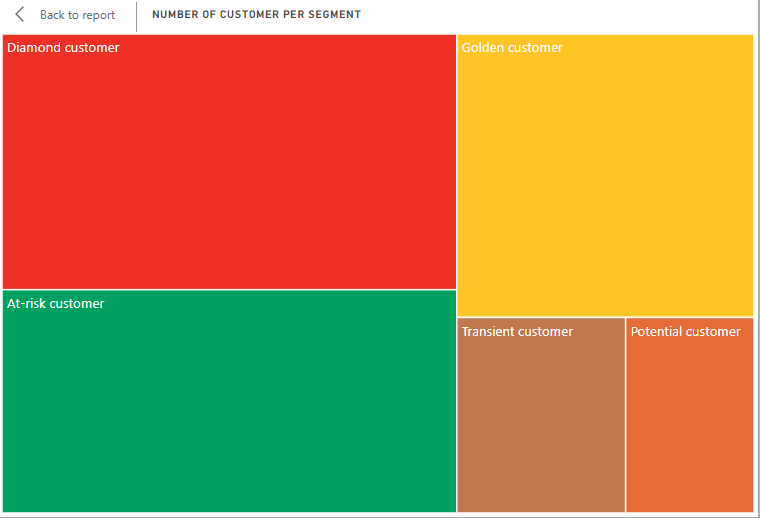 Back to report
NUMBER OF CUSTOMER PER SEGMENT
Diamond customer
Golden customer
At-risk customer
Transient customer
Potential customer